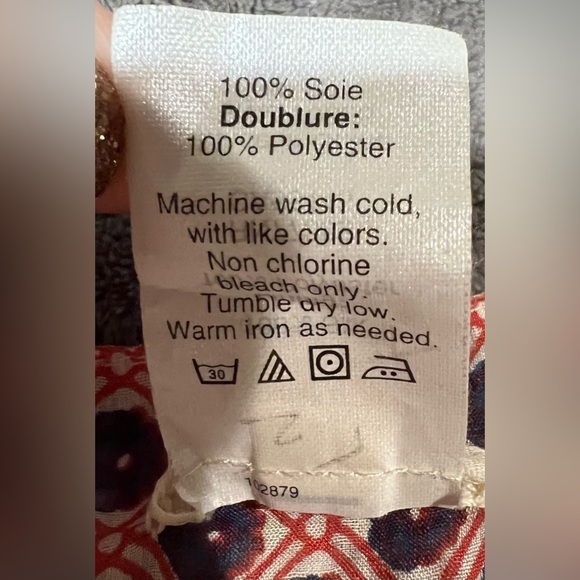 100% Soie
Doublure:
100% Polyester
Machine wash cold,
with like colors.
Non chlorine
bleach only.
Tumble dry low.
Warm iron as needed.
30
102879